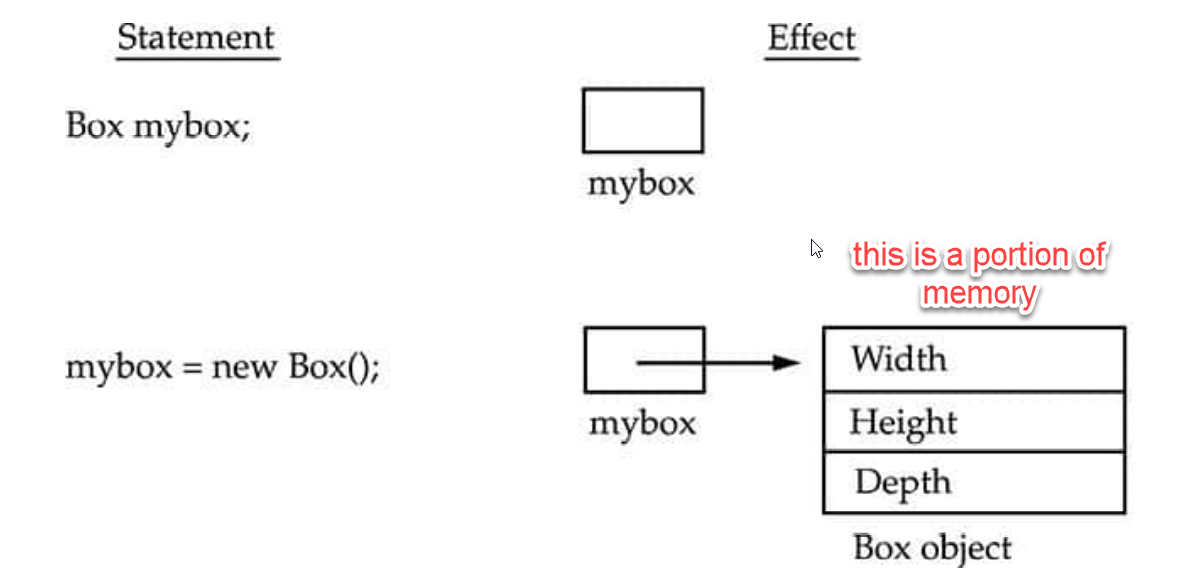 Statement
Effect
Box mybox;
mybox
this is a portion of
memory
mybox = new Box();
mybox
Width
Height
Depth
Box object